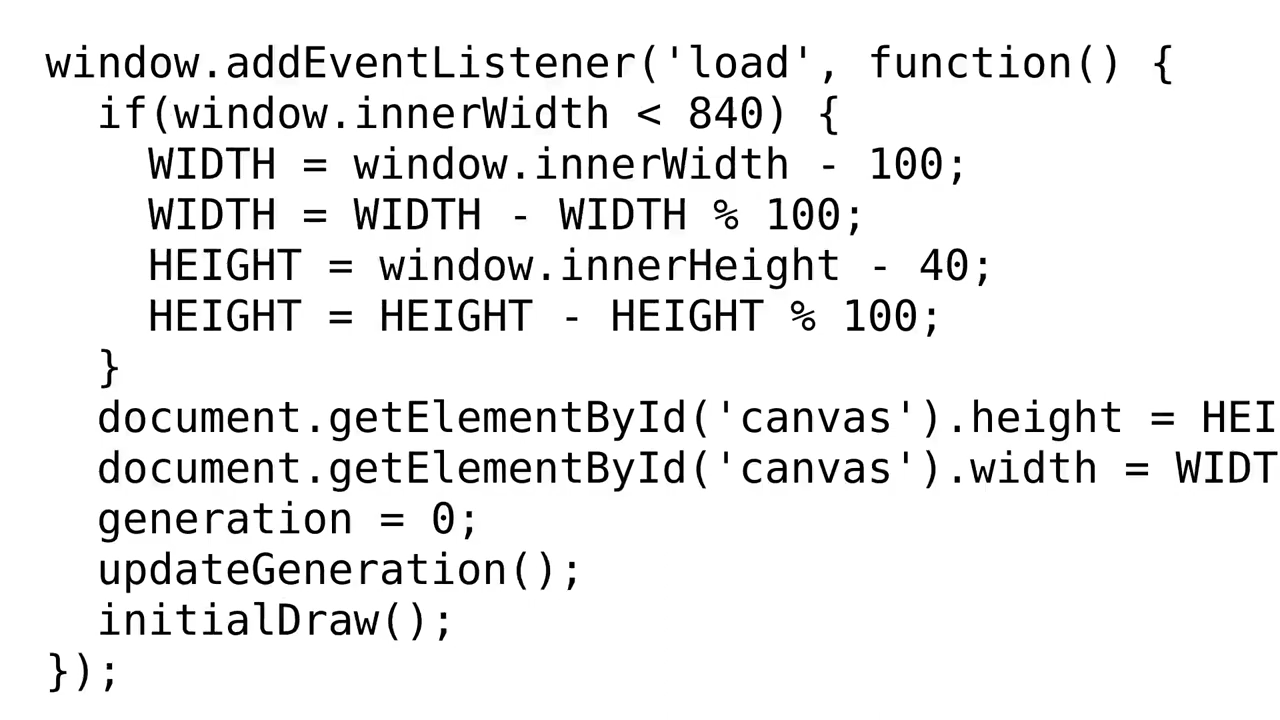 window.addEventListener('load', function() {
  if(window.innerWidth < 840) {
    WIDTH = window.innerWidth - 100;
    WIDTH = WIDTH - WIDTH % 100;
    HEIGHT = window.innerHeight - 40;
    HEIGHT = HEIGHT - HEIGHT % 100;
  }
  document.getElementById('canvas').height = HEI
  document.getElementById('canvas').width = WIDT
  generation = 0;
  updateGeneration();
  initialDraw();
});